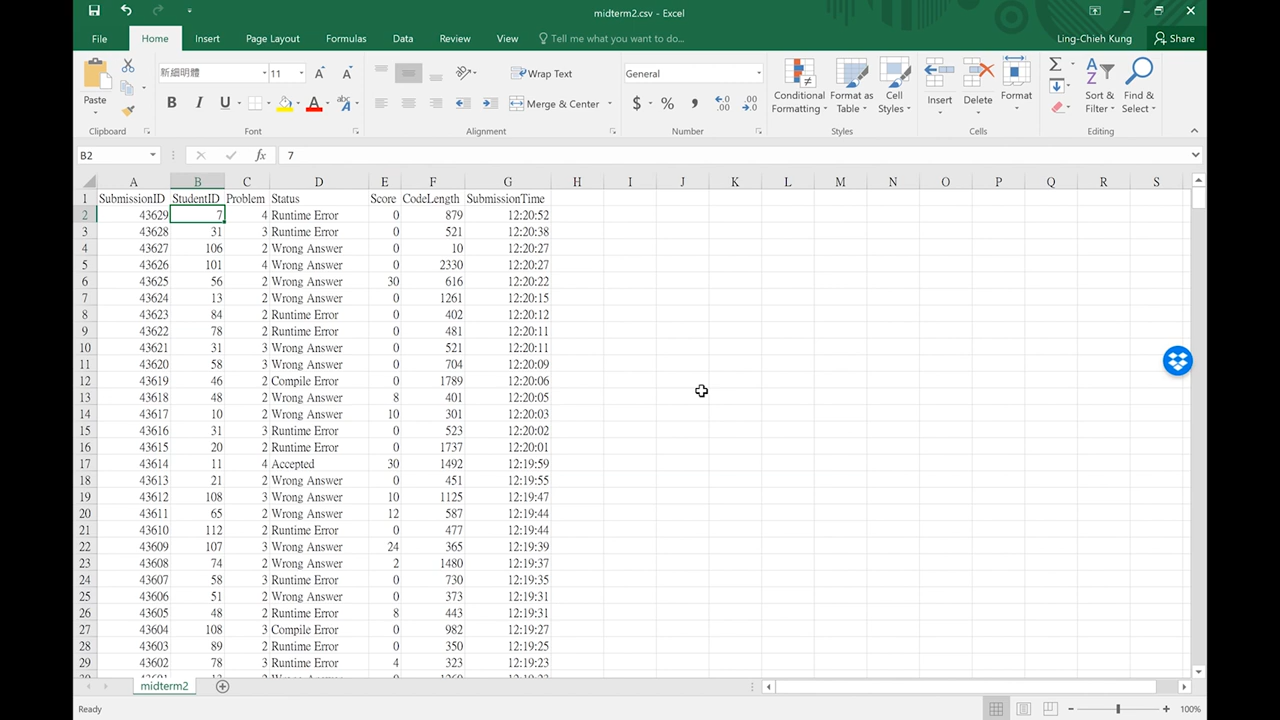 midterm2.csv - Excel
File Home Insert Page Layout Formulas Data Review View Tell me what you want to do... Ling-Chieh Kung Share
Paste
Clipboard
新細明體 11 A A
B I U A
Font
Wrap Text
Merge & Center
Alignment
General
$ % , .0 .00
Number
Conditional Formatting
Format as Table
Cell Styles
Styles
Insert Delete Format
Cells
Sort & Filter
Find & Select
Editing
B2 fx 7
A B C D E F G H I J K L M N O P Q R S
1 SubmissionID StudentID Problem Status Score CodeLength SubmissionTime
2 43629 7 4 Runtime Error 0 879 12:20:52
3 43628 31 3 Runtime Error 0 521 12:20:38
4 43627 106 2 Wrong Answer 0 10 12:20:27
5 43626 101 4 Wrong Answer 0 2330 12:20:27
6 43625 56 2 Wrong Answer 30 616 12:20:22
7 43624 13 2 Wrong Answer 0 1261 12:20:15
8 43623 84 2 Runtime Error 0 402 12:20:12
9 43622 78 2 Runtime Error 0 481 12:20:11
10 43621 31 3 Wrong Answer 0 521 12:20:11
11 43620 58 3 Wrong Answer 0 704 12:20:09
12 43619 46 2 Compile Error 0 1789 12:20:06
13 43618 48 2 Wrong Answer 8 401 12:20:05
14 43617 10 2 Wrong Answer 10 301 12:20:03
15 43616 31 3 Runtime Error 0 523 12:20:02
16 43615 20 2 Runtime Error 0 1737 12:20:01
17 43614 11 4 Accepted 30 1492 12:19:59
18 43613 21 2 Wrong Answer 0 451 12:19:55
19 43612 108 3 Wrong Answer 10 1125 12:19:47
20 43611 65 2 Wrong Answer 12 587 12:19:44
21 43610 112 2 Runtime Error 0 477 12:19:44
22 43609 107 3 Wrong Answer 24 365 12:19:39
23 43608 74 2 Wrong Answer 2 1480 12:19:37
24 43607 58 3 Runtime Error 0 730 12:19:35
25 43606 51 2 Wrong Answer 0 373 12:19:31
26 43605 48 2 Runtime Error 8 443 12:19:31
27 43604 108 3 Compile Error 0 982 12:19:27
28 43603 89 2 Runtime Error 0 350 12:19:25
29 43602 78 3 Runtime Error 4 323 12:19:23
midterm2
Ready 100%